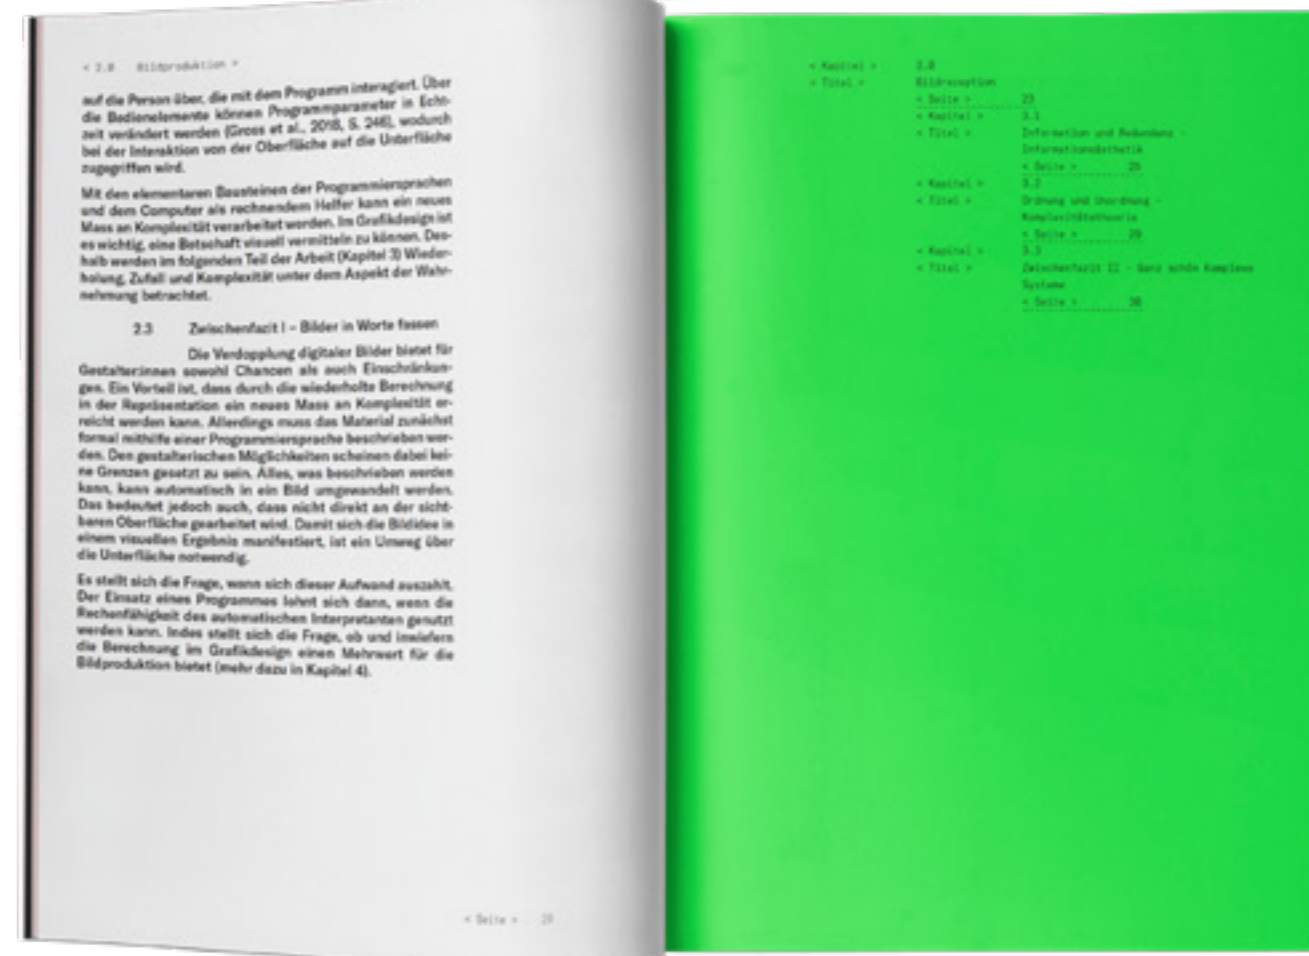 < 2.0 Bildproduktion >
auf die Person über, die mit dem Programm interagiert. Über
die Bedienelemente können Programmparameter in Echt-
zeit verändert werden (Gross et al., 2018, S. 246), wodurch
bei der Interaktion von der Oberfläche auf die Unterfläche
zugegriffen wird.
Mit den elementaren Bausteinen der Programmiersprachen
und dem Computer als rechnendem Helfer kann ein neues
Mass an Komplexität verarbeitet werden. Im Grafikdesign ist
es wichtig, eine Botschaft visuell vermitteln zu können. Des-
halb werden im folgenden Teil der Arbeit (Kapitel 3) Wieder-
holung, Zufall und Komplexität unter dem Aspekt der Wahr-
nehmung betrachtet.
2.3 Zwischenfazit I – Bilder in Worte fassen
Die Verdopplung digitaler Bilder bietet für
Gestalter:innen sowohl Chancen als auch Einschränkun-
gen. Ein Vorteil ist, dass durch die wiederholte Berechnung
in der Repräsentation ein neues Mass an Komplexität er-
reicht werden kann. Allerdings muss das Material zunächst
formal mithilfe einer Programmiersprache beschrieben wer-
den. Den gestalterischen Möglichkeiten scheinen dabei kei-
ne Grenzen gesetzt zu sein. Alles, was beschrieben werden
kann, kann automatisch in ein Bild umgewandelt werden.
Das bedeutet jedoch auch, dass nicht direkt an der sicht-
baren Oberfläche gearbeitet wird. Damit sich die Bildidee in
einem visuellen Ergebnis manifestiert, ist ein Umweg über
die Unterfläche notwendig.
Es stellt sich die Frage, wann sich dieser Aufwand auszahlt.
Der Einsatz eines Programmes lohnt sich dann, wenn die
Rechenfähigkeit des automatischen Interpretanten genutzt
werden kann. Indes stellt sich die Frage, ob und inwiefern
die Berechnung im Grafikdesign einen Mehrwert für die
Bildproduktion bietet (mehr dazu in Kapitel 4).
< Seite > 20
< Kapitel > 3.0
< Titel > Bildrezeption
< Seite > 23
< Kapitel > 3.1
< Titel > Information und Redundanz -
Informationsästhetik
< Seite >
< Kapitel > 3.2
< Titel > Ordnung und Unordnung -
Komplexitätstheorie
< Seite >
< Kapitel > 3.3
< Titel > Zwischenfazit II - Ganz schön komplexe
Systeme
< Seite >